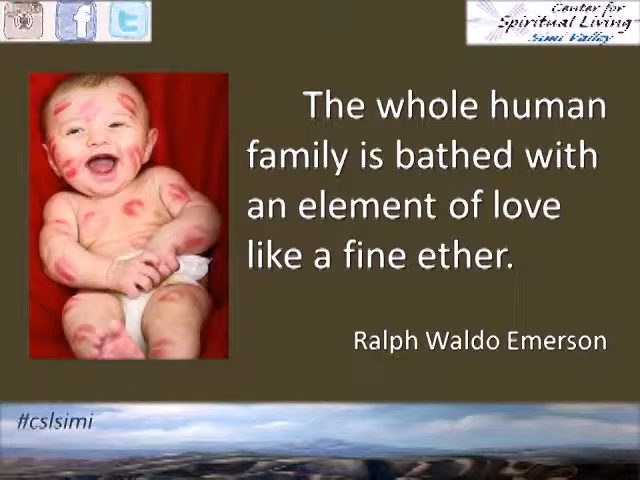 Center for
Spiritual Living
Simi Valley
The whole human
family is bathed with
an element of love
like a fine ether.
Ralph Waldo Emerson
#cslsimi